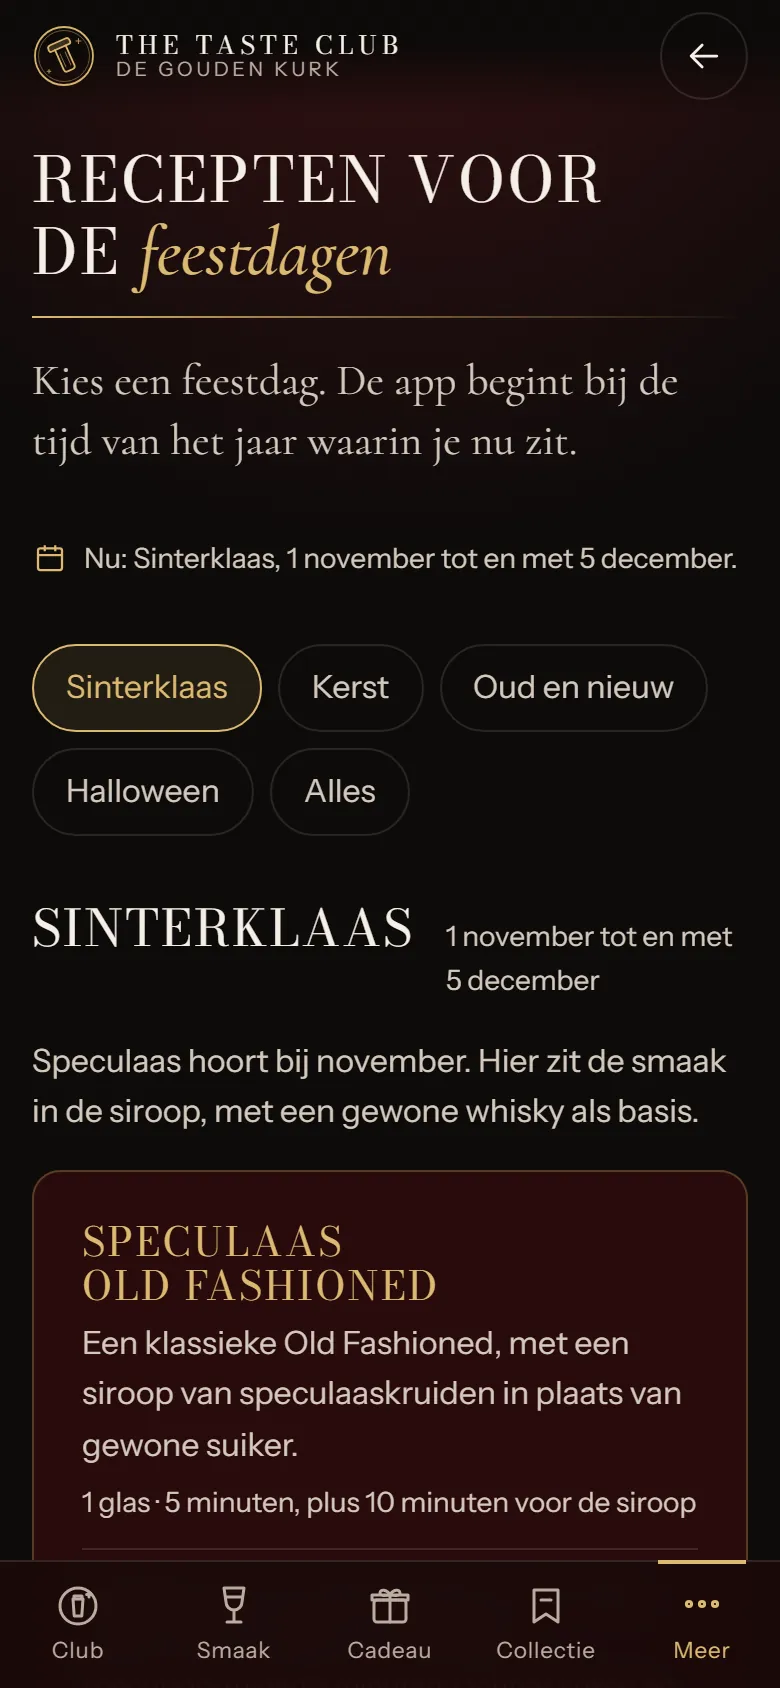 THE TASTE CLUB
DE GOUDEN KURK
RECEPTEN VOOR
DE feestdagen
Kies een feestdag. De app begint bij de
tijd van het jaar waarin je nu zit.
Nu: Sinterklaas, 1 november tot en met 5 december.
Sinterklaas
Kerst
Oud en nieuw
Halloween
Alles
SINTERKLAAS
1 november tot en met
5 december
Speculaas hoort bij november. Hier zit de smaak
in de siroop, met een gewone whisky als basis.
SPECULAAS
OLD FASHIONED
Een klassieke Old Fashioned, met een
siroop van speculaaskruiden in plaats van
gewone suiker.
1 glas · 5 minuten, plus 10 minuten voor de siroop
Club
Smaak
Cadeau
Collectie
Meer